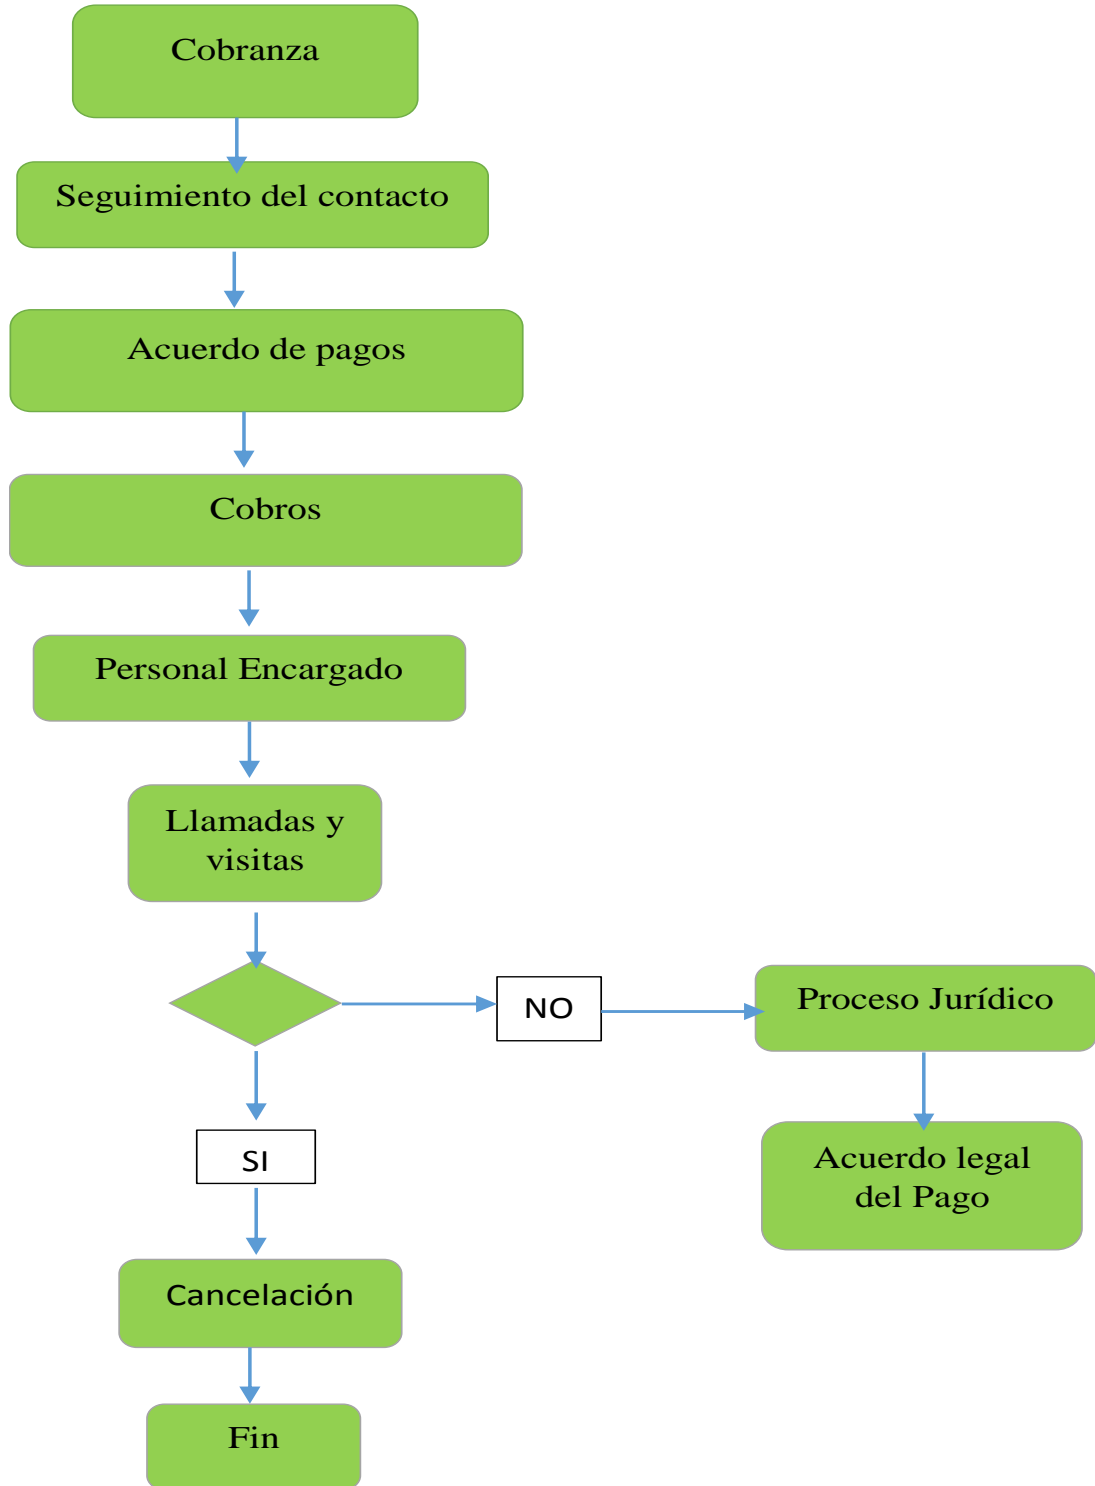 Cobranza
Seguimiento del contacto
Acuerdo de pagos
Cobros
Personal Encargado
Llamadas y
visitas
NO
Proceso Jurídico
SI
Acuerdo legal
del Pago
Cancelación
Fin